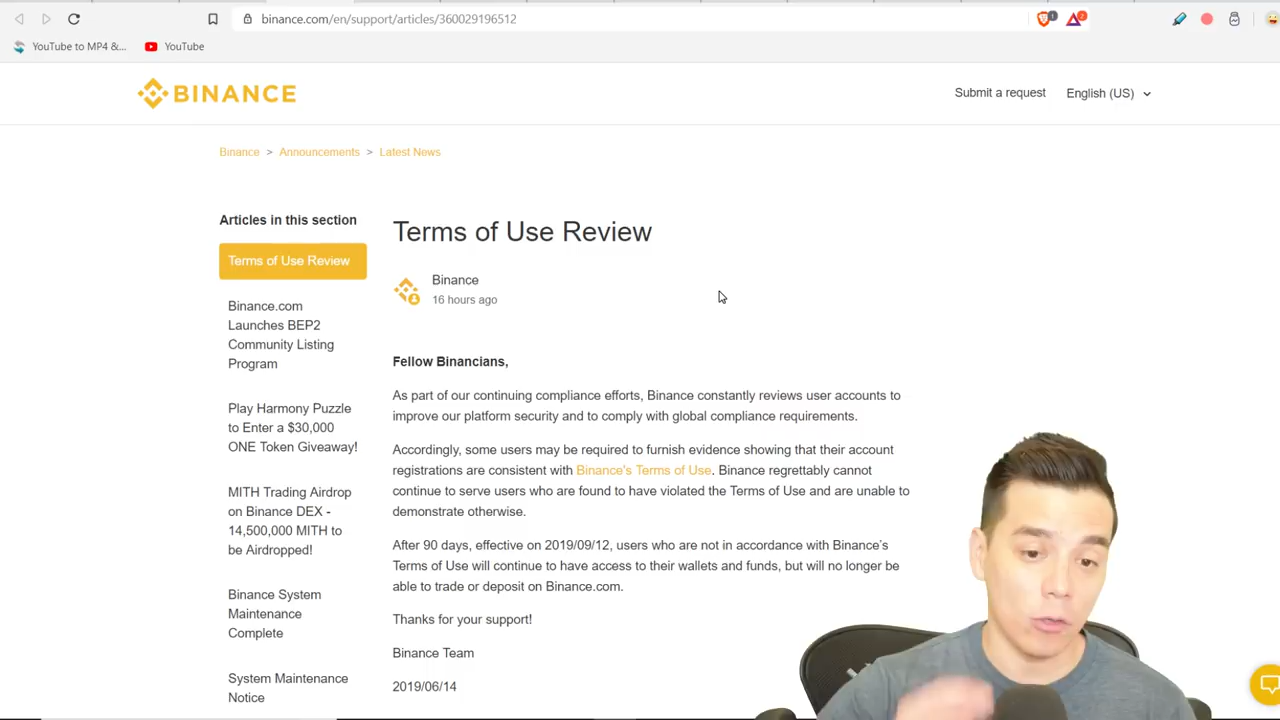 binance.com/en/support/articles/360029196512
1
2
YouTube to MP4 &...
YouTube
BINANCE
Submit a request
English (US)
Binance > Announcements > Latest News
Articles in this section
Terms of Use Review
Binance.com
Launches BEP2
Community Listing
Program
Play Harmony Puzzle
to Enter a $30,000
ONE Token Giveaway!
MITH Trading Airdrop
on Binance DEX -
14,500,000 MITH to
be Airdropped!
Binance System
Maintenance
Complete
System Maintenance
Notice
Terms of Use Review
Binance
16 hours ago
Fellow Binancians,
As part of our continuing compliance efforts, Binance constantly reviews user accounts to
improve our platform security and to comply with global compliance requirements.
Accordingly, some users may be required to furnish evidence showing that their account
registrations are consistent with Binance's Terms of Use. Binance regrettably cannot
continue to serve users who are found to have violated the Terms of Use and are unable to
demonstrate otherwise.
After 90 days, effective on 2019/09/12, users who are not in accordance with Binance's
Terms of Use will continue to have access to their wallets and funds, but will no longer be
able to trade or deposit on Binance.com.
Thanks for your support!
Binance Team
2019/06/14